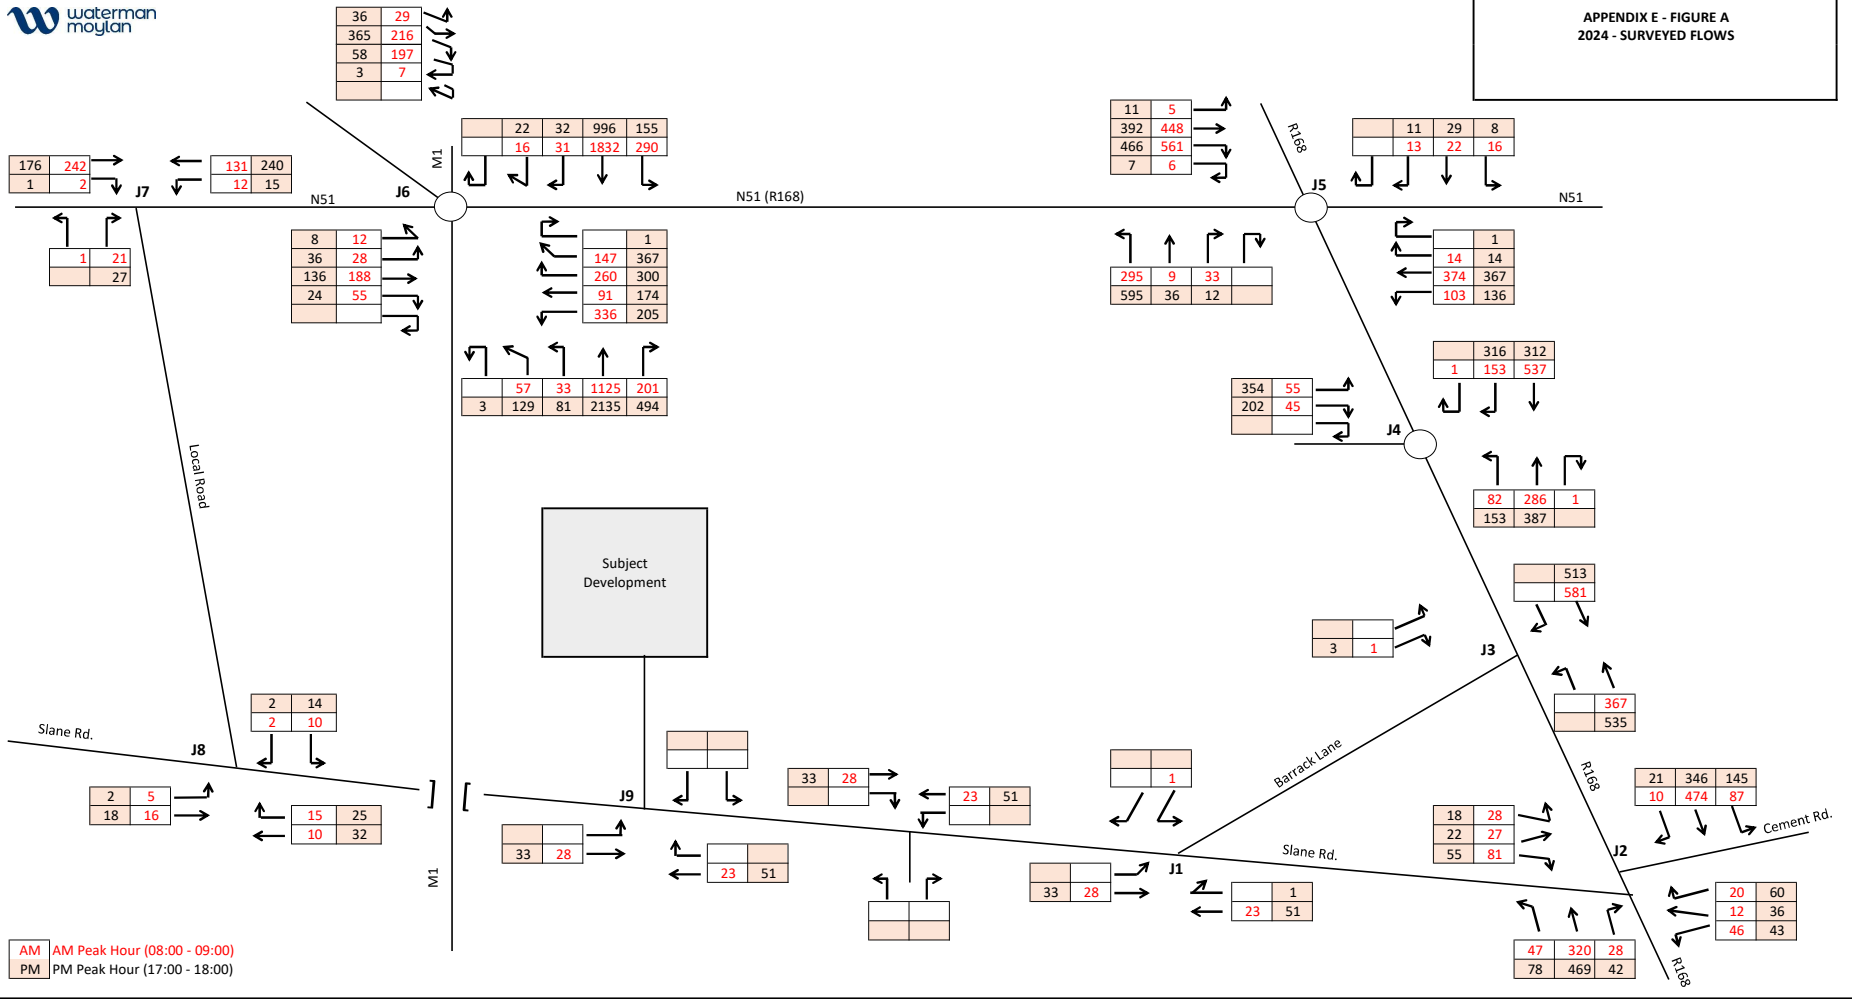 waterman
moylan
APPENDIX E - FIGURE A
2024 - SURVEYED FLOWS
36 29
365 216
58 197
3 7
22 32 996 155
16 31 1832 290
11 5
392 448
466 561
7 6
11 29 8
13 22 16
176 242
1 2
131 240
12 15
J7
J6
J5
M1
R168
N51
N51 (R168)
N51
1 21
27
8 12
36 28
136 188
24 55
1
147 367
260 300
91 174
336 205
295 9 33
595 36 12
1
14 14
374 367
103 136
57 33 1125 201
3 129 81 2135 494
316 312
1 153 537
354 55
202 45
J4
82 286 1
153 387
Local Road
Subject
Development
513
581
3 1
J3
367
535
2 14
2 10
Slane Rd.
J8
2 5
18 16
15 25
10 32
]
[
J9
33 28
33 28
23 51
23 51
1
Barrack Lane
R168
21 346 145
10 474 87
Cement Rd.
18 28
22 27
55 81
J2
Slane Rd.
J1
33 28
1
23 51
M1
20 60
12 36
46 43
47 320 28
78 469 42
R168
AM AM Peak Hour (08:00 - 09:00)
PM PM Peak Hour (17:00 - 18:00)